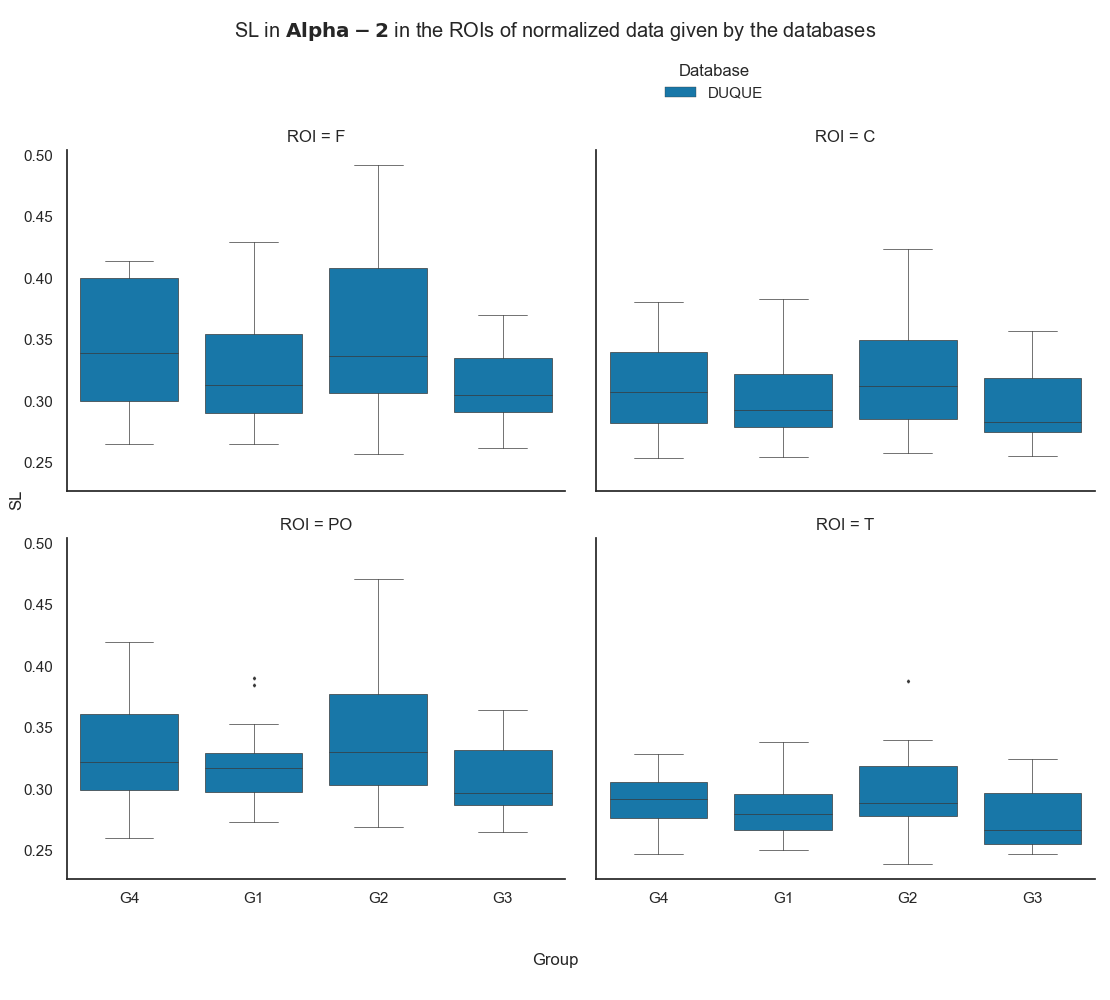 SL in Alpha − 2 in the ROIs of normalized data given by the databases
Database
DUQUE
ROI = F
ROI = C
0.50
0.45
0.40
0.35
0.30
0.25
SL
ROI = PO
ROI = T
0.50
0.45
0.40
0.35
0.30
0.25
G4 G1 G2 G3
G4 G1 G2 G3
Group